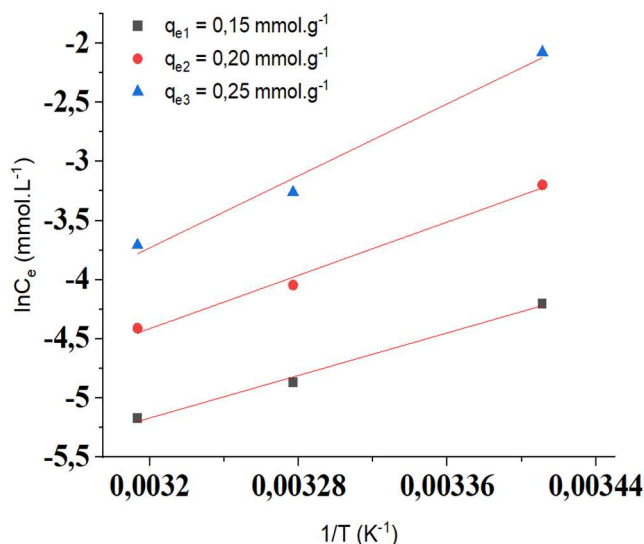 -2
-2,5
-3
-3,5
-4
-4,5
-5
-5,5
lnCₑ (mmol.L⁻¹)
qₑ₁ = 0,15 mmol.g⁻¹
qₑ₂ = 0,20 mmol.g⁻¹
qₑ₃ = 0,25 mmol.g⁻¹
0,0032 0,00328 0,00336 0,00344
1/T (K⁻¹)